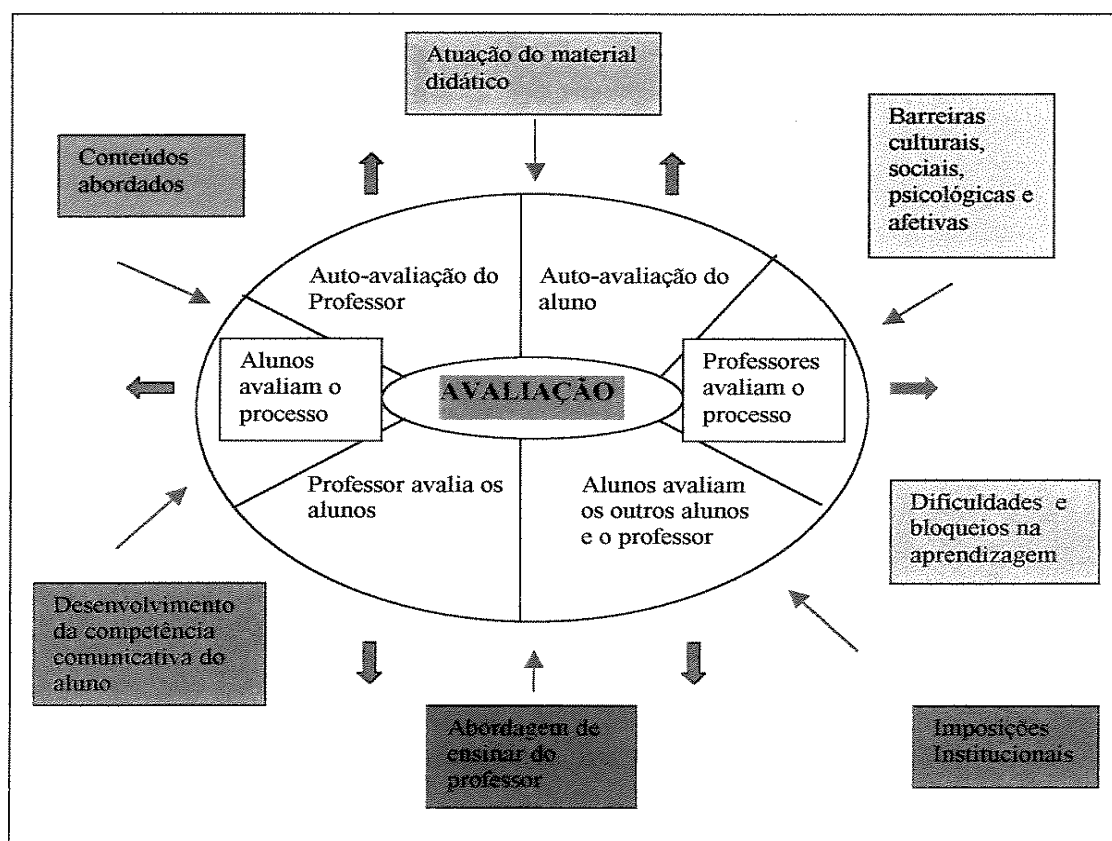 Atuação do material
didático
Conteúdos
abordados
Barreiras
culturais,
sociais,
psicológicas e
afetivas
Auto-avaliação do
Professor
Auto-avaliação do
aluno
Alunos
avaliam o
processo
AVALIAÇÃO
Professores
avaliam o
processo
Professor avalia os
alunos
Alunos avaliam
os outros alunos
e o professor
Dificuldades e
bloqueios na
aprendizagem
Desenvolvimento
da competência
comunicativa do
aluno
Abordagem de
ensinar do
professor
Imposições
Institucionais